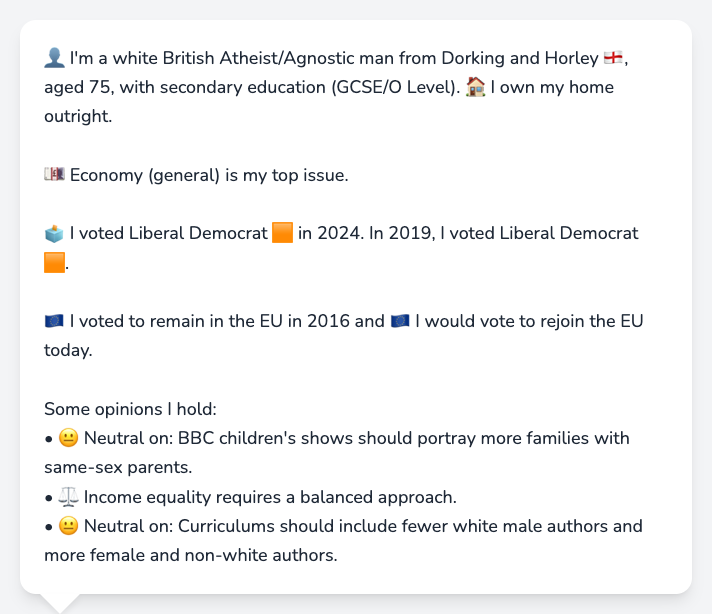 👤 I'm a white British Atheist/Agnostic man from Dorking and Horley 🏴󠁧󠁢󠁥󠁮󠁧󠁿,
aged 75, with secondary education (GCSE/O Level). 🏠 I own my home
outright.
💷 Economy (general) is my top issue.
🗳️ I voted Liberal Democrat 🟧 in 2024. In 2019, I voted Liberal Democrat
🟧.
🇪🇺 I voted to remain in the EU in 2016 and 🇪🇺 I would vote to rejoin the EU
today.
Some opinions I hold:
• 😐 Neutral on: BBC children's shows should portray more families with
same-sex parents.
• ⚖️ Income equality requires a balanced approach.
• 😐 Neutral on: Curriculums should include fewer white male authors and
more female and non-white authors.